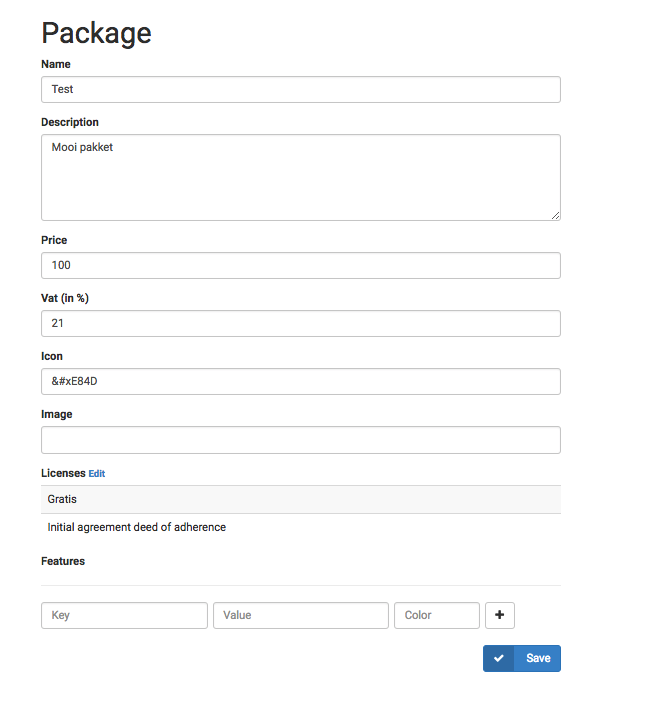 Package
Name
Test
Description
Mooi pakket
Price
100
Vat (in %)
21
Icon
&#xE84D
Image
Licenses Edit
Gratis
Initial agreement deed of adherence
Features
Key Value Color +
Save